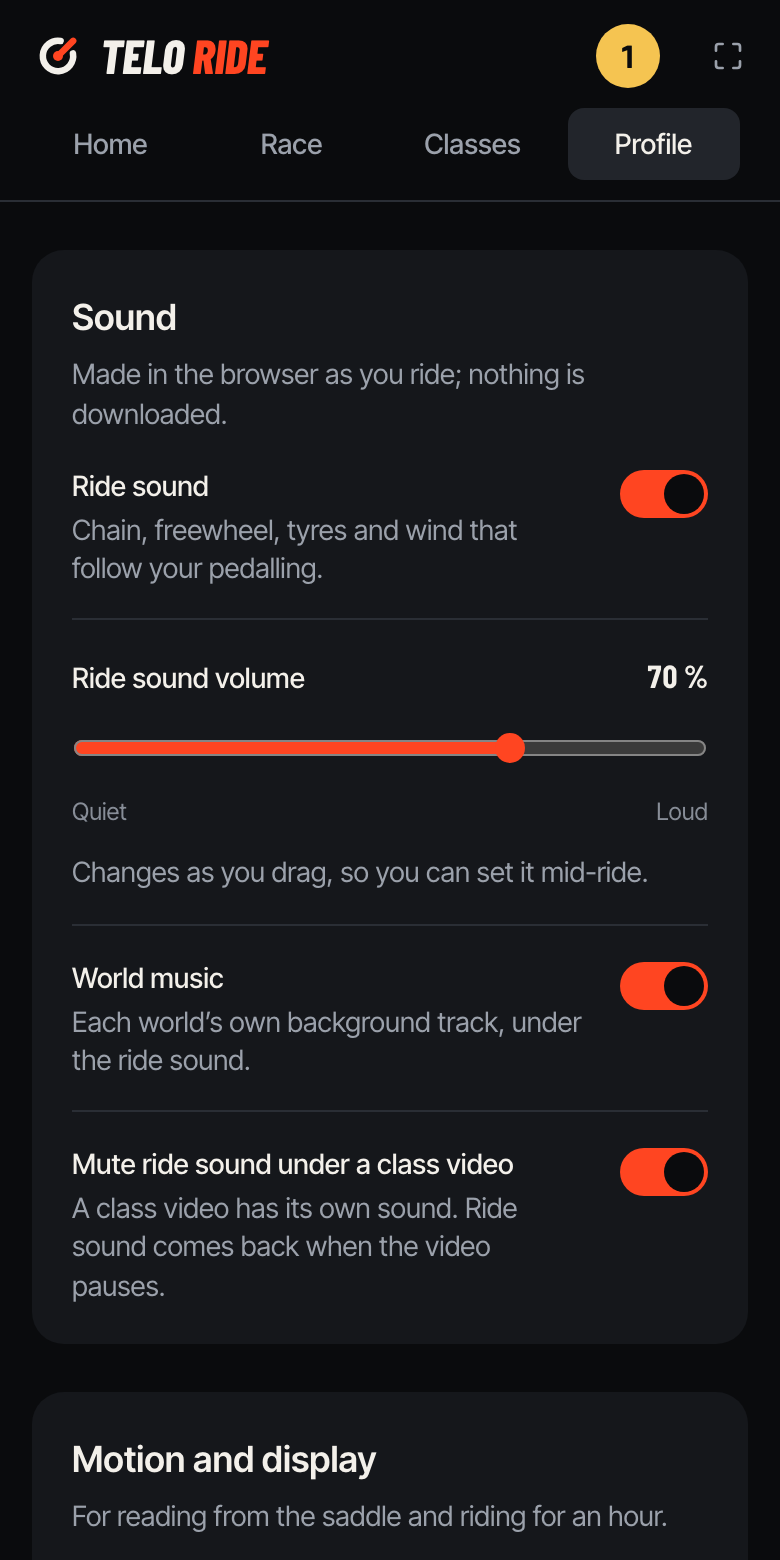 TELO RIDE
1
Home Race Classes Profile
Sound
Made in the browser as you ride; nothing is
downloaded.
Ride sound
Chain, freewheel, tyres and wind that
follow your pedalling.
Ride sound volume 70 %
Quiet Loud
Changes as you drag, so you can set it mid-ride.
World music
Each world’s own background track, under
the ride sound.
Mute ride sound under a class video
A class video has its own sound. Ride
sound comes back when the video
pauses.
Motion and display
For reading from the saddle and riding for an hour.